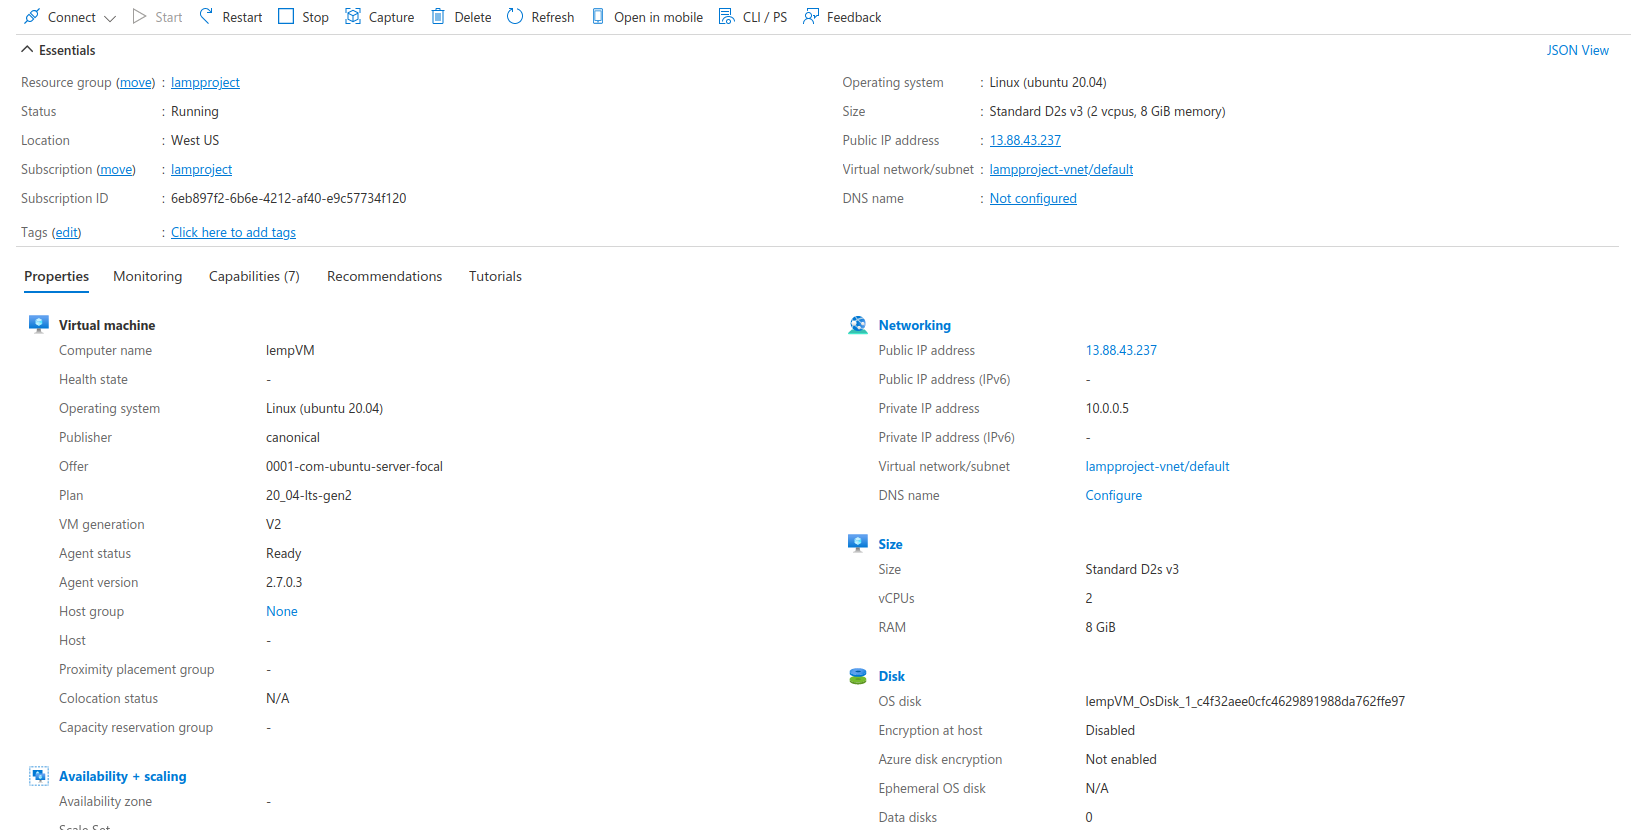 Connect Start Restart Stop Capture Delete Refresh Open in mobile CLI / PS Feedback
Essentials JSON View
Resource group (move) : lampproject
Status : Running
Location : West US
Subscription (move) : lamproject
Subscription ID : 6eb897f2-6b6e-4212-af40-e9c57734f120
Tags (edit) : Click here to add tags
Operating system : Linux (ubuntu 20.04)
Size : Standard D2s v3 (2 vcpus, 8 GiB memory)
Public IP address : 13.88.43.237
Virtual network/subnet : lampproject-vnet/default
DNS name : Not configured
Properties Monitoring Capabilities (7) Recommendations Tutorials
Virtual machine
Computer name lempVM
Health state -
Operating system Linux (ubuntu 20.04)
Publisher canonical
Offer 0001-com-ubuntu-server-focal
Plan 20_04-lts-gen2
VM generation V2
Agent status Ready
Agent version 2.7.0.3
Host group None
Host -
Proximity placement group -
Colocation status N/A
Capacity reservation group -
Availability + scaling
Availability zone -
Scale Set
Networking
Public IP address 13.88.43.237
Public IP address (IPv6) -
Private IP address 10.0.0.5
Private IP address (IPv6) -
Virtual network/subnet lampproject-vnet/default
DNS name Configure
Size
Size Standard D2s v3
vCPUs 2
RAM 8 GiB
Disk
OS disk lempVM_OsDisk_1_c4f32aee0cfc4629891988da762ffe97
Encryption at host Disabled
Azure disk encryption Not enabled
Ephemeral OS disk N/A
Data disks 0